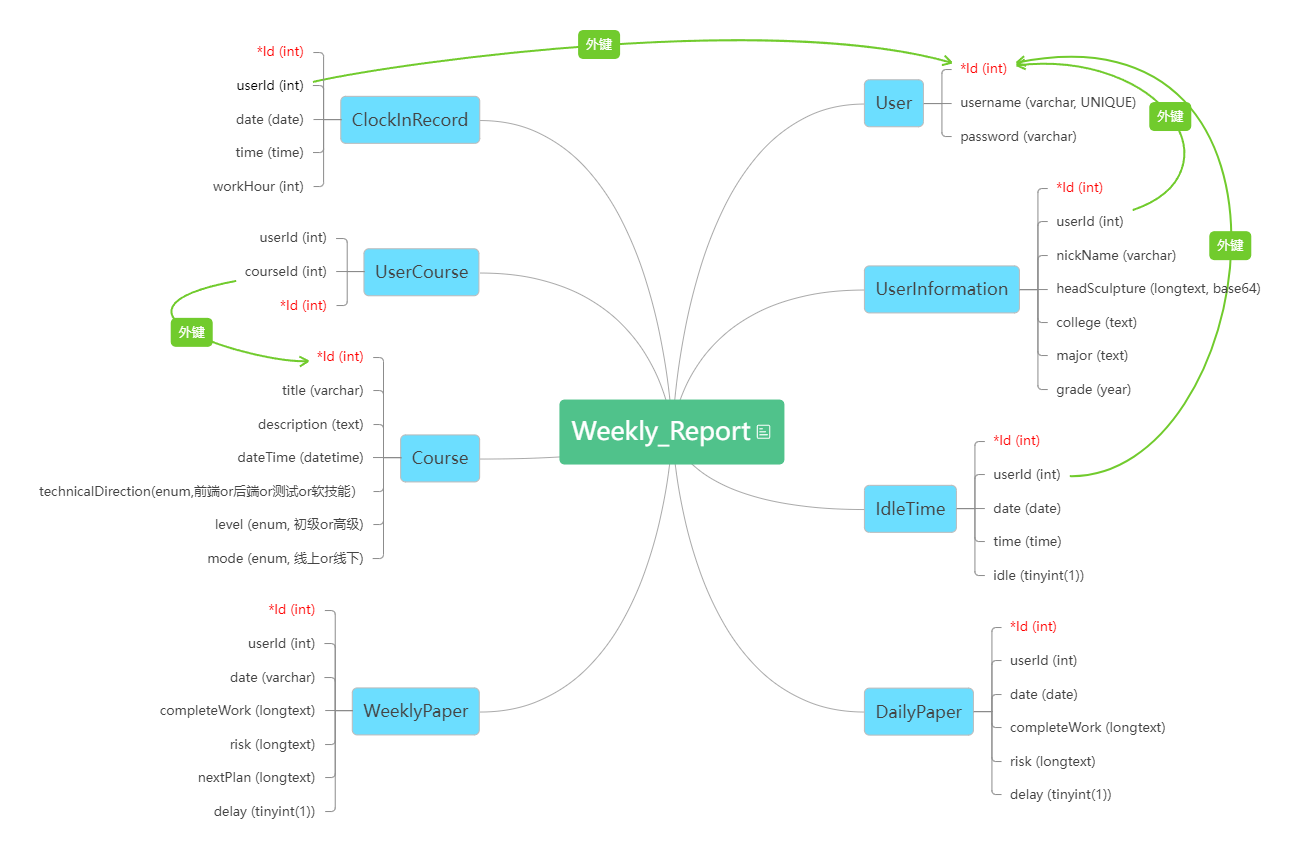 Weekly_Report
User
*Id (int)
username (varchar, UNIQUE)
password (varchar)
外键
外键
外键
UserInformation
*Id (int)
userId (int)
nickName (varchar)
headSculpture (longtext, base64)
college (text)
major (text)
grade (year)
IdleTime
*Id (int)
userId (int)
date (date)
time (time)
idle (tinyint(1))
DailyPaper
*Id (int)
userId (int)
date (date)
completeWork (longtext)
risk (longtext)
delay (tinyint(1))
ClockInRecord
*Id (int)
userId (int)
date (date)
time (time)
workHour (int)
UserCourse
userId (int)
courseId (int)
*Id (int)
外键
Course
*Id (int)
title (varchar)
description (text)
dateTime (datetime)
technicalDirection(enum,前端or后端or测试or软技能)
level (enum, 初级or高级)
mode (enum, 线上or线下)
WeeklyPaper
*Id (int)
userId (int)
date (varchar)
completeWork (longtext)
risk (longtext)
nextPlan (longtext)
delay (tinyint(1))